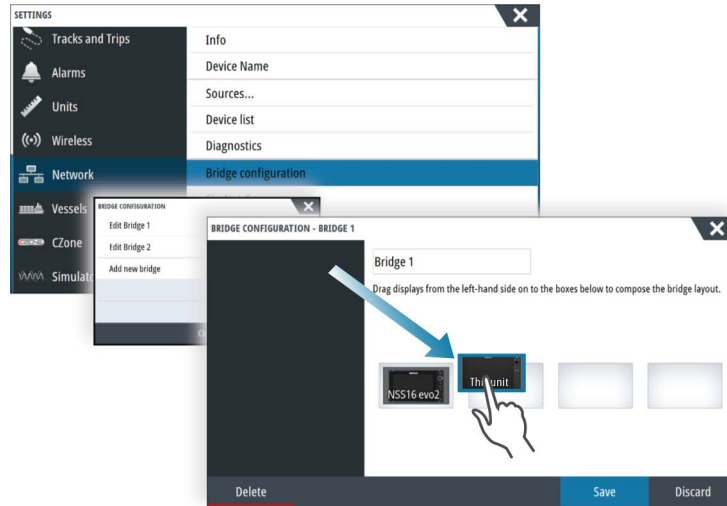 SETTINGS
Tracks and Trips
Alarms
Units
Wireless
Network
Vessels
CZone
Info
Device Name
Sources...
Device list
Diagnostics
Bridge configuration
BRIDGE CONFIGURATION
Edit Bridge 1
Edit Bridge 2
Add new bridge
BRIDGE CONFIGURATION - BRIDGE 1
Bridge 1
Drag displays from the left-hand side on to the boxes below to compose the bridge layout.
NSS16 evo2
unit
Delete
Save
Discard